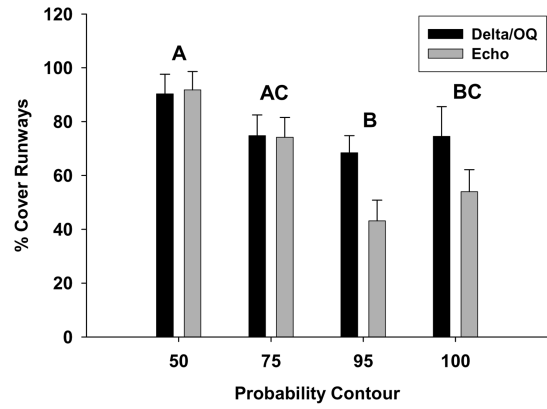 Delta/OQ
Echo
120
100
80
60
40
20
0
% Cover Runways
A
AC
B
BC
50 75 95 100
Probability Contour